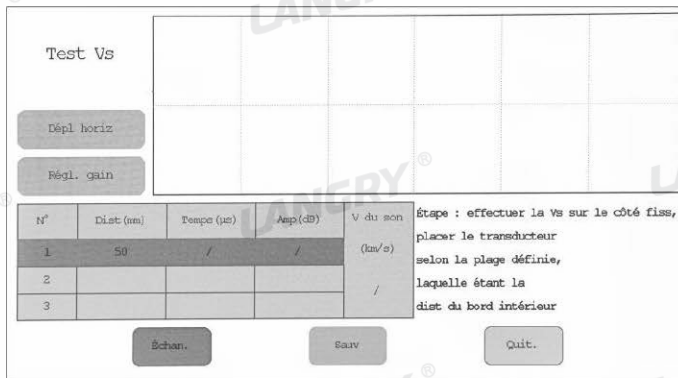 LANGRY
Test Vs
Dépl horiz
Régl. gain
LANGRY®
N° Dist(mm) Temps(µs) Amp(dB) V du son (km/s)
1 50 / /
/
2
3
Étape : effectuer la Vs sur le côté fiss,
placer le transducteur
selon la plage définie,
laquelle étant la
dist du bord intérieur
Échan. Sauv Quit.